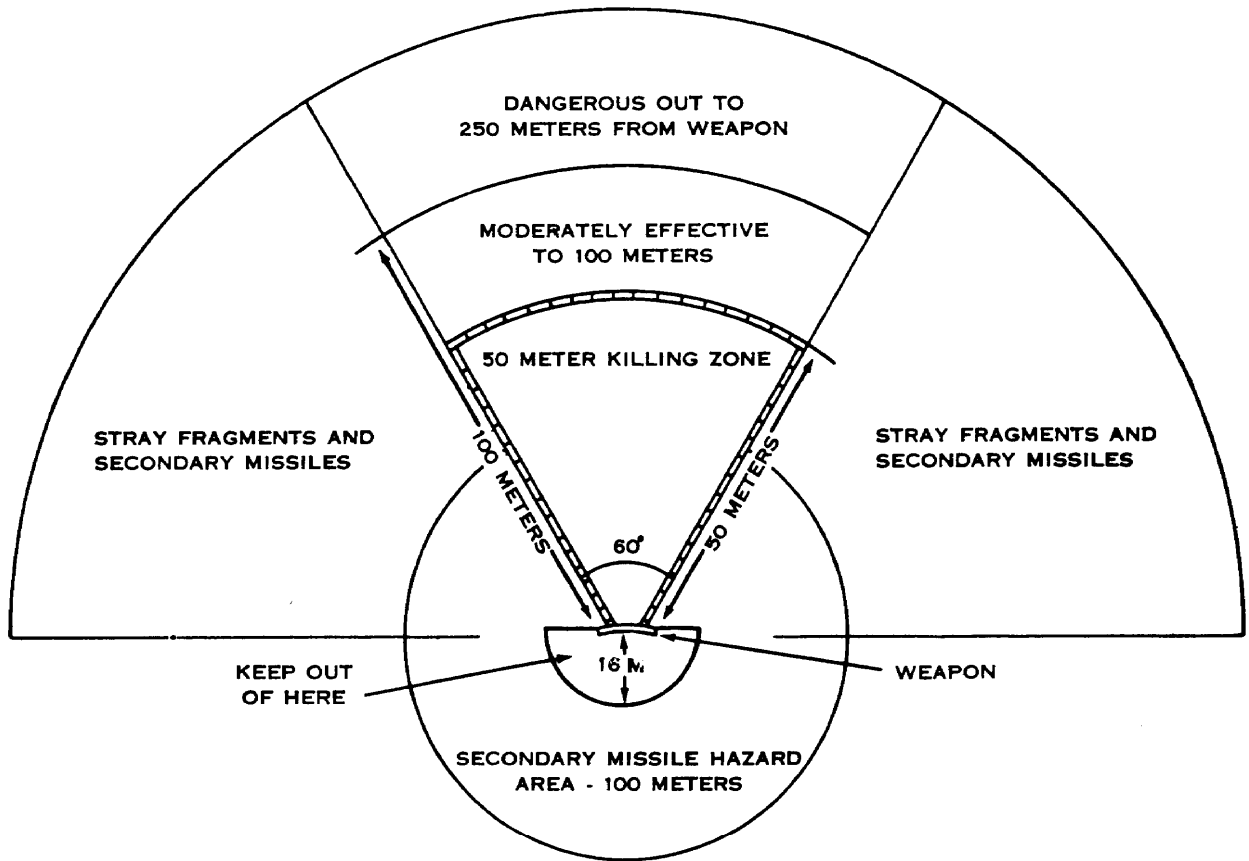 DANGEROUS OUT TO
250 METERS FROM WEAPON
MODERATELY EFFECTIVE
TO 100 METERS
50 METER KILLING ZONE
STRAY FRAGMENTS AND
SECONDARY MISSILES
STRAY FRAGMENTS AND
SECONDARY MISSILES
100 METERS
50 METERS
60°
KEEP OUT
OF HERE
16 M
WEAPON
SECONDARY MISSILE HAZARD
AREA - 100 METERS